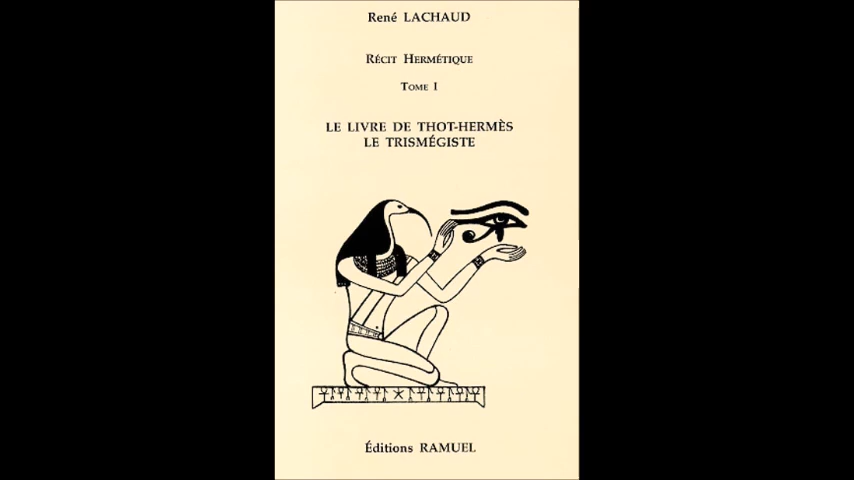 René LACHAUD
Récit Hermétique
Tome I
LE LIVRE DE THOT-HERMÈS
LE TRISMÉGISTE
Éditions RAMUEL